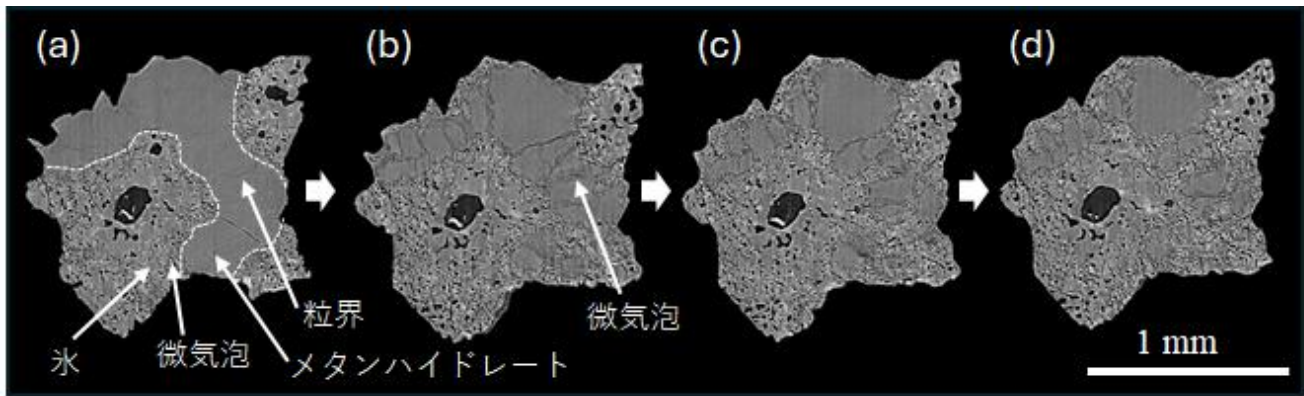 (a)
(b)
(c)
(d)
粒界
微気泡
氷
微気泡
メタンハイドレート
1 mm